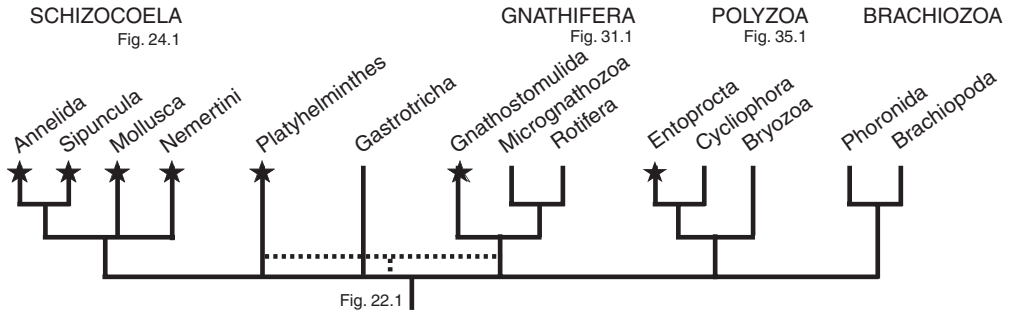 SCHIZOCOELA
Fig. 24.1
GNATHIFERA
Fig. 31.1
POLYZOA
Fig. 35.1
BRACHIOZOA
Annelida
Sipuncula
Mollusca
Nemertini
Platyhelminthes
Gastrotricha
Gnathostomulida
Micrognathozoa
Rotifera
Entoprocta
Cycliophora
Bryozoa
Phoronida
Brachiopoda
Fig. 22.1